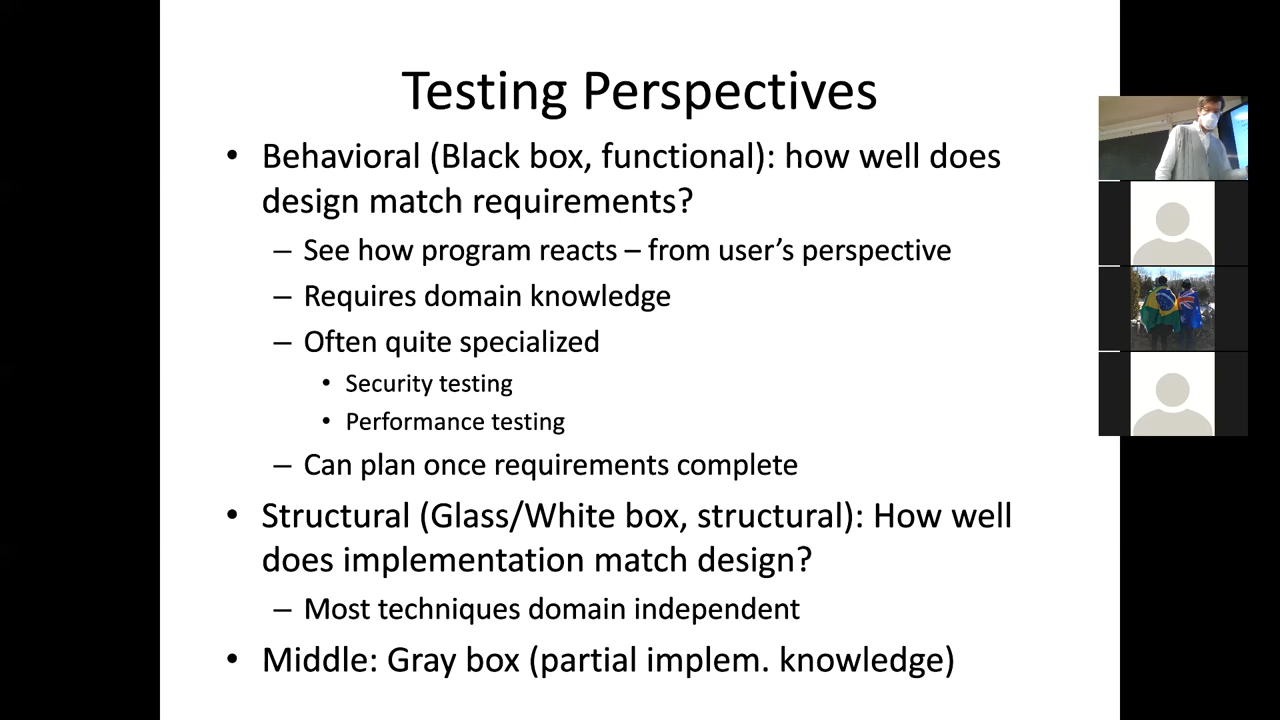 Testing Perspectives
• Behavioral (Black box, functional): how well does
design match requirements?
– See how program reacts – from user’s perspective
– Requires domain knowledge
– Often quite specialized
• Security testing
• Performance testing
– Can plan once requirements complete
• Structural (Glass/White box, structural): How well
does implementation match design?
– Most techniques domain independent
• Middle: Gray box (partial implem. knowledge)